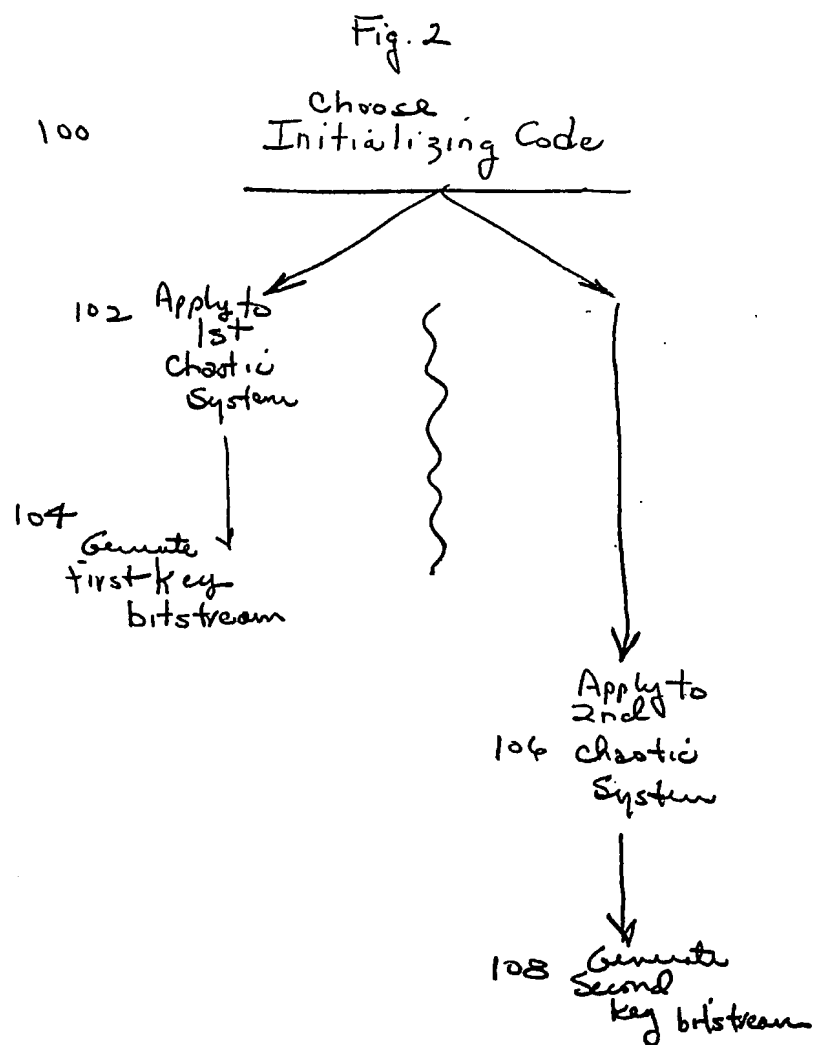 Fig. 2
100
Choose
Initializing Code
102 Apply to
1st
Chaotic
System
104
Generate
First Key
bitstream
Apply to
2nd
106 Chaotic
System
108 Generate
Second
key bitstream